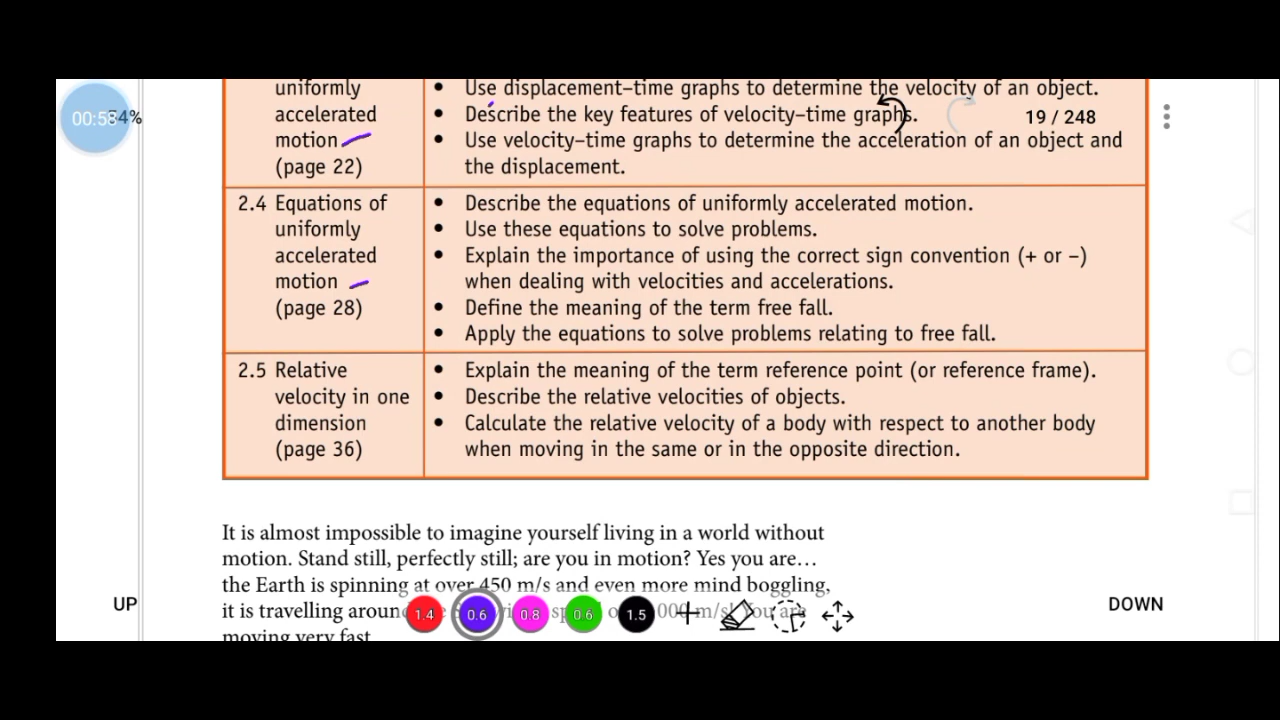 uniformly
accelerated
motion
(page 22)
• Use displacement–time graphs to determine the velocity of an object.
• Describe the key features of velocity–time graphs.
• Use velocity–time graphs to determine the acceleration of an object and
the displacement.
54%
19 / 248
2.4 Equations of
uniformly
accelerated
motion
(page 28)
• Describe the equations of uniformly accelerated motion.
• Use these equations to solve problems.
• Explain the importance of using the correct sign convention (+ or –)
when dealing with velocities and accelerations.
• Define the meaning of the term free fall.
• Apply the equations to solve problems relating to free fall.
2.5 Relative
velocity in one
dimension
(page 36)
• Explain the meaning of the term reference point (or reference frame).
• Describe the relative velocities of objects.
• Calculate the relative velocity of a body with respect to another body
when moving in the same or in the opposite direction.
It is almost impossible to imagine yourself living in a world without
motion. Stand still, perfectly still; are you in motion? Yes you are…
the Earth is spinning at over 450 m/s and even more mind boggling,
it is travelling around 000 m/s! You are
moving very fast
UP
1.4 0.6 0.8 0.6 1.5
DOWN